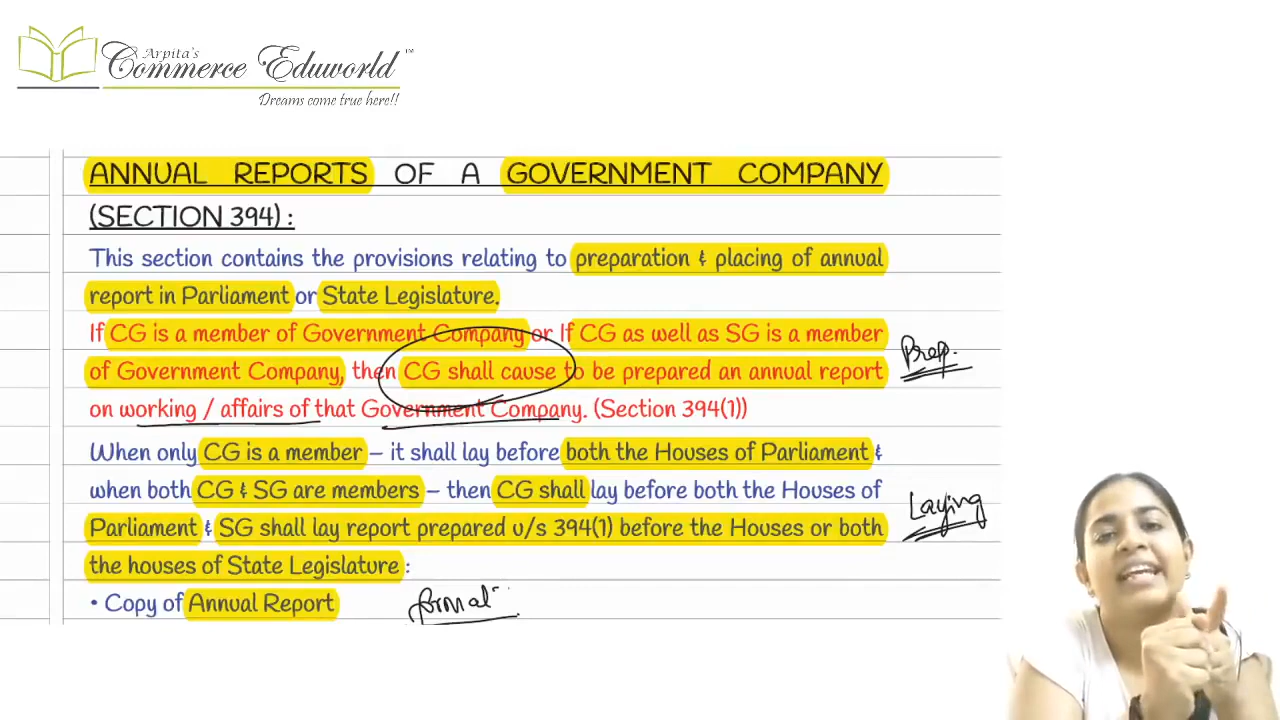 Arpita's
Commerce Eduworld™
Dreams come true here!!
ANNUAL REPORTS OF A GOVERNMENT COMPANY
(SECTION 394) :
This section contains the provisions relating to preparation & placing of annual
report in Parliament or State Legislature.
If CG is a member of Government Company or If CG as well as SG is a member
of Government Company, then CG shall cause to be prepared an annual report
Prep.
on working / affairs of that Government Company. (Section 394(1))
When only CG is a member – it shall lay before both the Houses of Parliament &
when both CG & SG are members – then CG shall lay before both the Houses of
Laying
Parliament & SG shall lay report prepared u/s 394(1) before the Houses or both
the houses of State Legislature :
• Copy of Annual Report
format